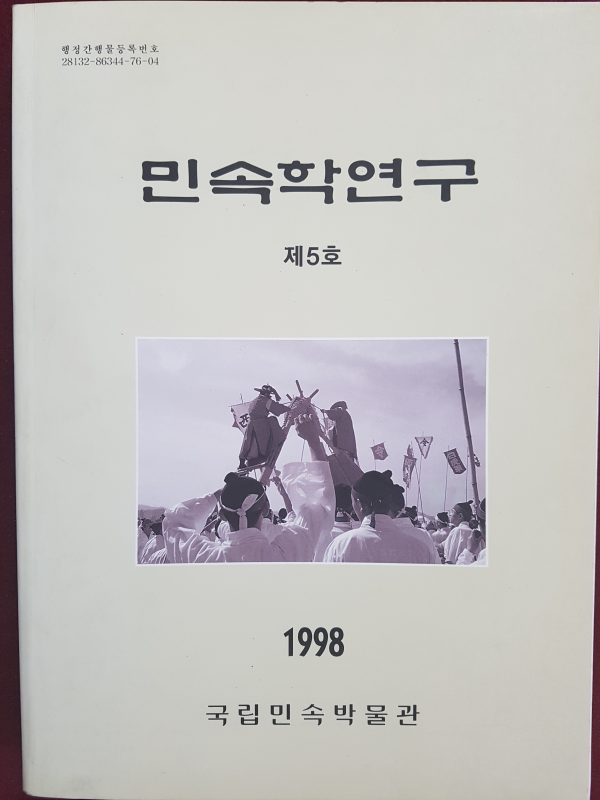 행정간행물등록번호
28132-86344-76-04
민속학연구
제5호
1998
국립민속박물관